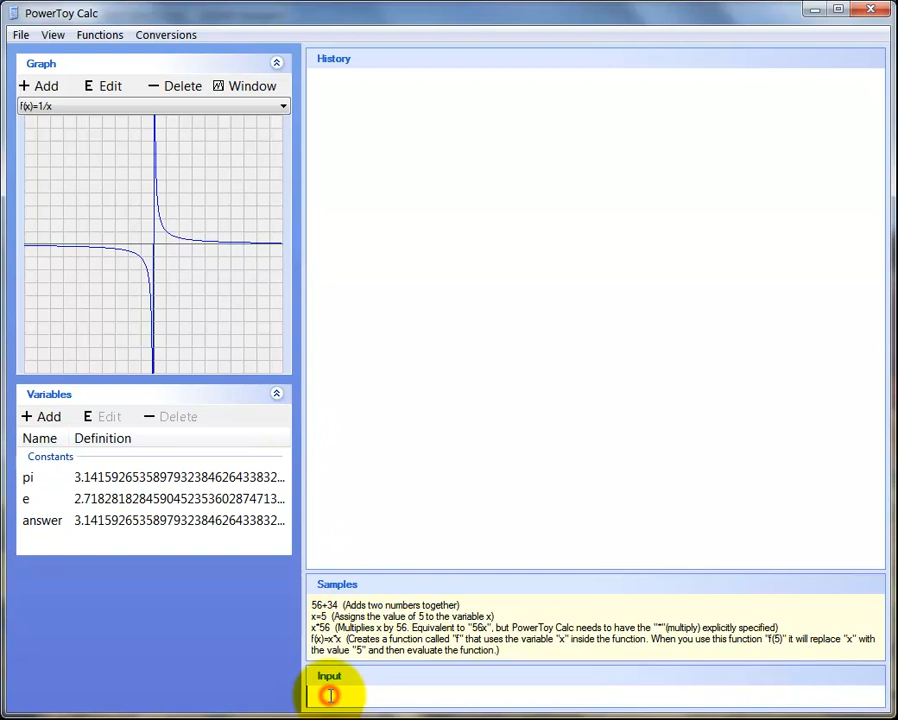 PowerToy Calc
File View Functions Conversions
Graph
+ Add E Edit — Delete Window
f(x)=1/x
Variables
+ Add E Edit — Delete
Name Definition
Constants
pi 3.1415926535897932384626433832...
e 2.7182818284590452353602874713...
answer 3.1415926535897932384626433832...
History
Samples
56+34 (Adds two numbers together)
x=5 (Assigns the value of 5 to the variable x)
x*56 (Multiplies x by 56. Equivalent to "56x", but PowerToy Calc needs to have the "*"(multiply) explicitly specified)
f(x)=x*x (Creates a function called "f" that uses the variable "x" inside the function. When you use this function "f(5)" it will replace "x" with
the value "5" and then evaluate the function.)
Input